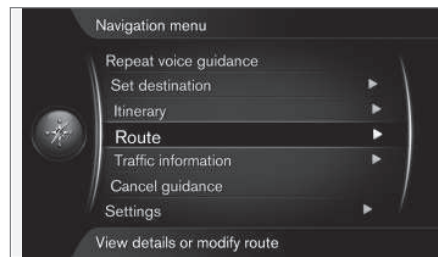 Navigation menu
Repeat voice guidance
Set destination
Itinerary
Route
Traffic information
Cancel guidance
Settings
View details or modify route